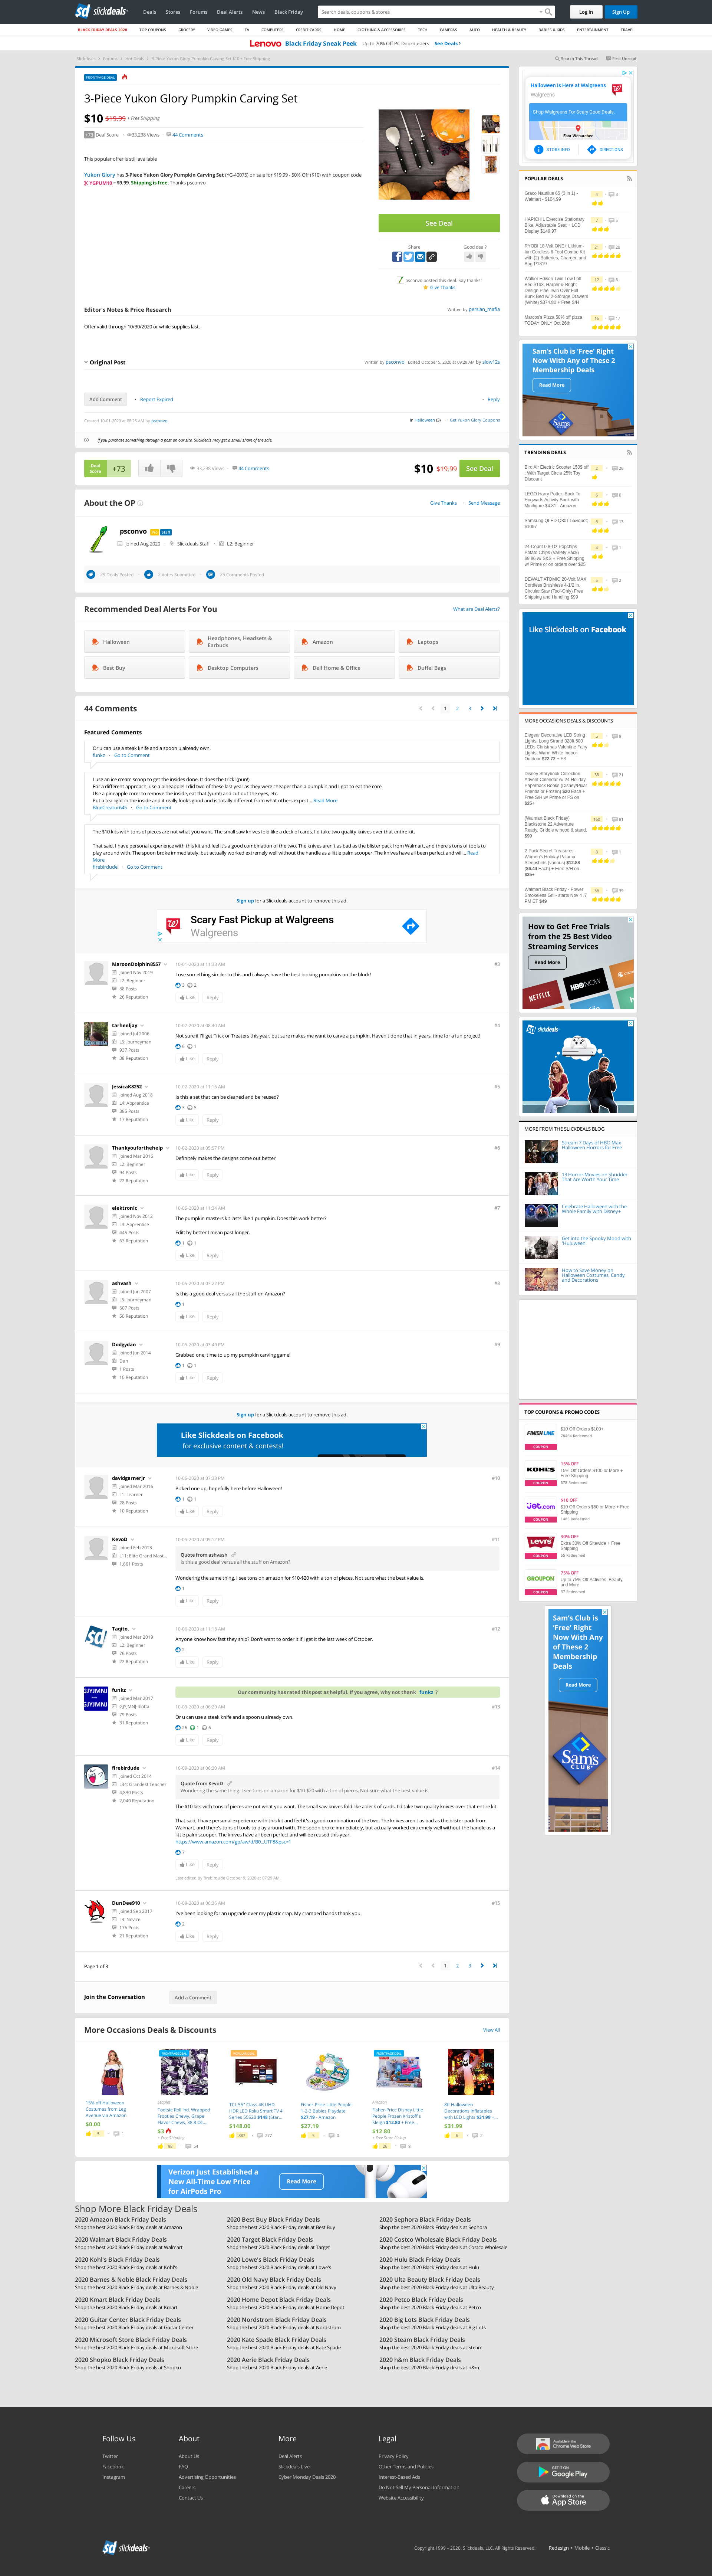 slickdeals
Deals Stores Forums Deal Alerts News Black Friday
Search deals, coupons & stores
Log In Sign Up
BLACK FRIDAY DEALS 2020 TOP COUPONS GROCERY VIDEO GAMES TV COMPUTERS CREDIT CARDS HOME CLOTHING & ACCESSORIES TECH CAMERAS AUTO HEALTH & BEAUTY BABIES & KIDS ENTERTAINMENT TRAVEL
Lenovo Black Friday Sneak Peek Up to 70% Off PC Doorbusters See Deals
Slickdeals > Forums > Hot Deals > 3-Piece Yukon Glory Pumpkin Carving Set $10 + Free Shipping
Search This Thread First Unread
FRONTPAGE DEAL
3-Piece Yukon Glory Pumpkin Carving Set
$10 $19.99 + Free Shipping
+73 Deal Score 33,238 Views 44 Comments
This popular offer is still available
Yukon Glory has 3-Piece Yukon Glory Pumpkin Carving Set (YG-40075) on sale for $19.99 - 50% Off ($10) with coupon code
YGFUM10 = $9.99. Shipping is free. Thanks psconvo
See Deal
Share Good deal?
psconvo posted this deal. Say thanks!
Give Thanks
Editor's Notes & Price Research
Written by persian_mafia
Offer valid through 10/30/2020 or while supplies last.
Original Post
Written by psconvo Edited October 5, 2020 at 09:28 AM by slow12s
Add Comment Report Expired Reply
Created 10-01-2020 at 09:25 AM by psconvo
in Halloween (3) Get Yukon Glory Coupons
If you purchase something through a post on our site, Slickdeals may get a small share of the sale.
Deal
Score +73
33,238 Views 44 Comments
$10 $19.99 See Deal
About the OP
Give Thanks Send Message
psconvo Staff
Joined Aug 2020 Slickdeals Staff L2: Beginner
29 Deals Posted 2 Votes Submitted 25 Comments Posted
Recommended Deal Alerts For You
What are Deal Alerts?
Halloween
Headphones, Headsets &
Earbuds
Amazon
Laptops
Best Buy
Desktop Computers
Dell Home & Office
Duffel Bags
44 Comments
1 2 3
Featured Comments
Or u can use a steak knife and a spoon u already own.
funkz Go to Comment
I use an ice cream scoop to get the insides done. It does the trick!(pun!)
For a different approach, use a pineapple! I did two of these last year as they were cheaper than a pumpkin and I got to eat the cores.
Use a pineapple core to remove the inside, eat that (yum!) and cut out the eyes, etc.
Put a tea light in the inside and it really looks good and is totally different from what others expect... Read More
BlueCreator645 Go to Comment
The $10 kits with tons of pieces are not what you want. The small saw knives fold like a deck of cards. I'd take two quality knives over that entire kit.
That said, I have personal experience with this kit and feel it's a good combination of the two. The knives aren't as bad as the blister pack kits from Walmart and there's not tons of pieces to
play around with. The spoon broke immediately, but actually worked extremely well without the handle as a little palm scooper. The knives have all been perfect and will... Read
More
firebirdude Go to Comment
Sign up for a Slickdeals account to remove this ad.
Scary Fast Pickup at Walgreens
Walgreens
MaroonDolphin8557
Joined Nov 2019
L2: Beginner
88 Posts
26 Reputation
10-01-2020 at 11:33 AM #3
I use something similar to this and i always have the best looking pumpkins on the block!
3 2
Like Reply
tarheeljay
Joined Jul 2006
L5: Journeyman
937 Posts
38 Reputation
10-02-2020 at 08:40 AM #4
Not sure if I'll get Trick or Treaters this year, but sure makes me want to carve a pumpkin. Haven't done that in years, time for a fun project!
6 1
Like Reply
JessicaK8252
Joined Aug 2018
L4: Apprentice
385 Posts
17 Reputation
10-02-2020 at 11:16 AM #5
Is this a set that can be cleaned and be reused?
3 5
Like Reply
Thankyouforthehelp
Joined Mar 2015
L2: Beginner
94 Posts
22 Reputation
10-02-2020 at 05:57 PM #6
Definitely makes the designs come out better
Like Reply
elektronic
Joined Nov 2012
L4: Apprentice
445 Posts
63 Reputation
10-05-2020 at 11:34 AM #7
The pumpkin masters kit lasts like 1 pumpkin. Does this work better?
Edit: by better I mean past longer.
1 1
Like Reply
ashvash
Joined Jun 2007
L5: Journeyman
607 Posts
50 Reputation
10-05-2020 at 03:22 PM #8
Is this a good deal versus all the stuff on Amazon?
1
Like Reply
Dodgydan
Joined Jun 2014
Dan
1 Posts
10 Reputation
10-05-2020 at 03:49 PM #9
Grabbed one, time to up my pumpkin carving game!
1 1
Like Reply
Sign up for a Slickdeals account to remove this ad.
Like Slickdeals on Facebook
for exclusive content & contests!
davidgarnerjr
Joined Mar 2016
L1: Learner
28 Posts
10 Reputation
10-05-2020 at 07:38 PM #10
Picked one up, hopefully here before Halloween!
1 1
Like Reply
KevoD
Joined Feb 2013
L11: Elite Grand Mast...
1,661 Posts
10-05-2020 at 09:12 PM #11
Quote from ashvash
Is this a good deal versus all the stuff on Amazon?
Wondering the same thing. I see tons on amazon for $10-$20 with a ton of pieces. Not sure what the best value is.
1
Like Reply
Taqito.
Joined Mar 2019
L2: Beginner
76 Posts
22 Reputation
10-06-2020 at 11:18 AM #12
Anyone know how fast they ship? Don't want to order it if I get it the last week of October.
2
Like Reply
funkz
Joined Mar 2017
GJYJMNJ-Ilostia
79 Posts
31 Reputation
Our community has rated this post as helpful. If you agree, why not thank funkz ?
10-09-2020 at 06:20 AM #13
Or u can use a steak knife and a spoon u already own.
26 1 6
Like Reply
firebirdude
Joined Oct 2014
L34: Grandest Teacher
4,830 Posts
2,040 Reputation
10-09-2020 at 06:30 AM #14
Quote from KevoD
Wondering the same thing. I see tons on amazon for $10-$20 with a ton of pieces. Not sure what the best value is.
The $10 kits with tons of pieces are not what you want. The small saw knives fold like a deck of cards. I'd take two quality knives over that entire kit.
That said, I have personal experience with this kit and feel it's a good combination of the two. The knives aren't as bad as the blister from
Walmart and there's not tons of pieces to play around with. The spoon broke immediately, but actually worked extremely well without the handle as a
little palm scooper. The knives have all been perfect and will be reused this year.
https://www.amazon.com/gp/aw/d/B0...UTF8&psc=1
7
Like Reply
Last edited by firebirdude October 9, 2020 at 07:25 AM.
DunDee910
Joined Sep 2017
L3: Novice
176 Posts
21 Reputation
10-09-2020 at 06:36 AM #15
I've been looking for an upgrade over my plastic crap. My cramped hands thank you.
2
Like Reply
Page 1 of 3
1 2 3
Join the Conversation Add a Comment
More Occasions Deals & Discounts
View All
15% off Halloween
Costumes from Leg
Avenue via Amazon
$0.00
Tootsie Roll Ind, Wrapped
Frooties Chewy, Grape
Flavor Chews, 38.8 Oz...
$3
+ Free Shipping
TCL 55" Class 4K UHD
HDR LED Roku Smart TV 4
Series 55S20 $148 (Star...
$148.00
Fisher-Price Little People
1-2-3 Babies Playdate
$27.19 - Amazon
$27.19
Amazon
Fisher-Price Disney Little
People Frozen Kristoff's
Sleigh $12.80 + Free...
$12.80
+ Free Store Pickup
8ft Halloween
Decorations Inflatables
with LED Lights $31.99 +...
$31.99
Verizon Just Established a
New All-Time Low Price
for AirPods Pro
Read More
Shop More Black Friday Deals
2020 Amazon Black Friday Deals
Shop the best 2020 Black Friday deals at Amazon
2020 Best Buy Black Friday Deals
Shop the best 2020 Black Friday deals at Best Buy
2020 Sephora Black Friday Deals
Shop the best 2020 Black Friday deals at Sephora
2020 Walmart Black Friday Deals
Shop the best 2020 Black Friday deals at Walmart
2020 Target Black Friday Deals
Shop the best 2020 Black Friday deals at Target
2020 Costco Wholesale Black Friday Deals
Shop the best 2020 Black Friday deals at Costco Wholesale
2020 Kohl's Black Friday Deals
Shop the best 2020 Black Friday deals at Kohl's
2020 Lowe's Black Friday Deals
Shop the best 2020 Black Friday deals at Lowe's
2020 Hulu Black Friday Deals
Shop the best 2020 Black Friday deals at Hulu
2020 Barnes & Noble Black Friday Deals
Shop the best 2020 Black Friday deals at Barnes & Noble
2020 Old Navy Black Friday Deals
Shop the best 2020 Black Friday deals at Old Navy
2020 Ulta Beauty Black Friday Deals
Shop the best 2020 Black Friday deals at Ulta Beauty
2020 Kmart Black Friday Deals
Shop the best 2020 Black Friday deals at Kmart
2020 Home Depot Black Friday Deals
Shop the best 2020 Black Friday deals at Home Depot
2020 Petco Black Friday Deals
Shop the best 2020 Black Friday deals at Petco
2020 Guitar Center Black Friday Deals
Shop the best 2020 Black Friday deals at Guitar Center
2020 Nordstrom Black Friday Deals
Shop the best 2020 Black Friday deals at Nordstrom
2020 Big Lots Black Friday Deals
Shop the best 2020 Black Friday deals at Big Lots
2020 Microsoft Store Black Friday Deals
Shop the best 2020 Black Friday deals at Microsoft Store
2020 Kate Spade Black Friday Deals
Shop the best 2020 Black Friday deals at Kate Spade
2020 Steam Black Friday Deals
Shop the best 2020 Black Friday deals at Steam
2020 Shopko Black Friday Deals
Shop the best 2020 Black Friday deals at Shopko
2020 Aerie Black Friday Deals
Shop the best 2020 Black Friday deals at Aerie
2020 h&m Black Friday Deals
Shop the best 2020 Black Friday deals at h&m
Halloween Is Here at Walgreens
Walgreens
Shop Walgreens For Scary Good Deals.
East Wenatchee
STORE INFO DIRECTIONS
POPULAR DEALS
Graco Nautilus 65 (3 in 1) -
Walmart - $104.98
HAPICHIL Exercise Stationary
Bike, Adjustable Seat + LCD
Display $149.97
RYOBI 18-Volt ONE+ Lithium-
Ion Cordless 6-Tool Combo Kit
with (2) Batteries, Charger, and
Bag-P1819
Walker Edison Twin Low Loft
Bed $163, Harper & Bright
Design Pine Twin Over Full
Bunk Bed w/ 2-Storage Drawers
(White) $374.80 + Free S/H
Marcos's Pizza 50% off pizza
TODAY ONLY Oct 26th
Sam's Club is 'Free' Right
Now With Any of These 2
Membership Deals
Read More
TRENDING DEALS
Bird Air Electric Scooter 150$ off
: With Target Circle 25% Toy
Discount
LEGO Harry Potter: Back To
Hogwarts Activity Book with
Minifigure $4.81 - Amazon
Samsung QLED Q80T 55&quot;
$1097
24-Count 0.8-Oz Popchips
Potato Chips (Variety Pack)
$9.86 w/ S&S + Free Shipping
w/ Prime or on orders over $25
DEWALT ATOMIC 20-Volt MAX
Cordless Brushless 4-1/2 in.
Circular Saw (Tool-Only) Free
Shipping and Handling $99
Like Slickdeals on Facebook
MORE OCCASIONS DEALS & DISCOUNTS
Elegear Decorative LED String
Lights, Long Strand 328ft 500
LEDs Christmas Valentine Fairy
Lights, Warm White Indoor-
Outdoor $22.72 + FS
Disney Storybook Collection
Advent Calendar w/ 24 Holiday
Paperback Books (Disney/Pixar
Friends or Frozen) $20 Each +
Free S/H w/ Prime or FS on
$25+
(Walmart Black Friday)
Blackstone 22 Adventure
Ready, Griddle w hood & stand.
$99
2-Pack Secret Treasures
Women's Holiday Pajama
Sleepshirts (various) $12.88
($6.44 Each) + Free S/H on
$35+
Walmart Black Friday - Power
Smokeless Grill- starts Nov 4 ,7
PM ET $49
How to Get Free Trials
from the 25 Best Video
Streaming Services
Read More
NETFLIX HBO NOW
slickdeals
MORE FROM THE SLICKDEALS BLOG
Stream 7 Days of HBO Max
Halloween Horrors for Free
13 Horror Movies on Shudder
That Are Worth Your Time
Celebrate Halloween with the
Whole Family with Disney+
Get into the Spooky Mood with
'Huluween'
How to Save Money on
Halloween Costumes, Candy
and Decorations
TOP COUPONS & PROMO CODES
FINISH LINE
COUPON
$10 Off Orders $100+
KOHL'S
COUPON
15% OFF
15% Off Orders $100 or More +
Free Shipping
jet.com
COUPON
$10 OFF
$10 Off Orders $50 or More + Free
Shipping
LEVI'S
COUPON
30% OFF
Extra 30% Off Sitewide + Free
Shipping
GROUPON
COUPON
75% OFF
Up to 75% Off Activities, Beauty,
and More
Sam's Club is
'Free' Right
Now With Any
of These 2
Membership
Deals
Read More
Sam's
CLUB
Follow Us
Twitter
Facebook
Instagram
About
About Us
FAQ
Advertising Opportunities
Careers
Contact Us
More
Deal Alerts
Slickdeals Live
Cyber Monday Deals 2020
Legal
Privacy Policy
Other Terms and Policies
Interest-Based Ads
Do Not Sell My Personal Information
Website Accessibility
Available in the
Chrome Web Store
GET IT ON
Google Play
Download on the
App Store
slickdeals
Copyright 1999 - 2020. Slickdeals, LLC. All Rights Reserved. Redesign • Mobile • Classic